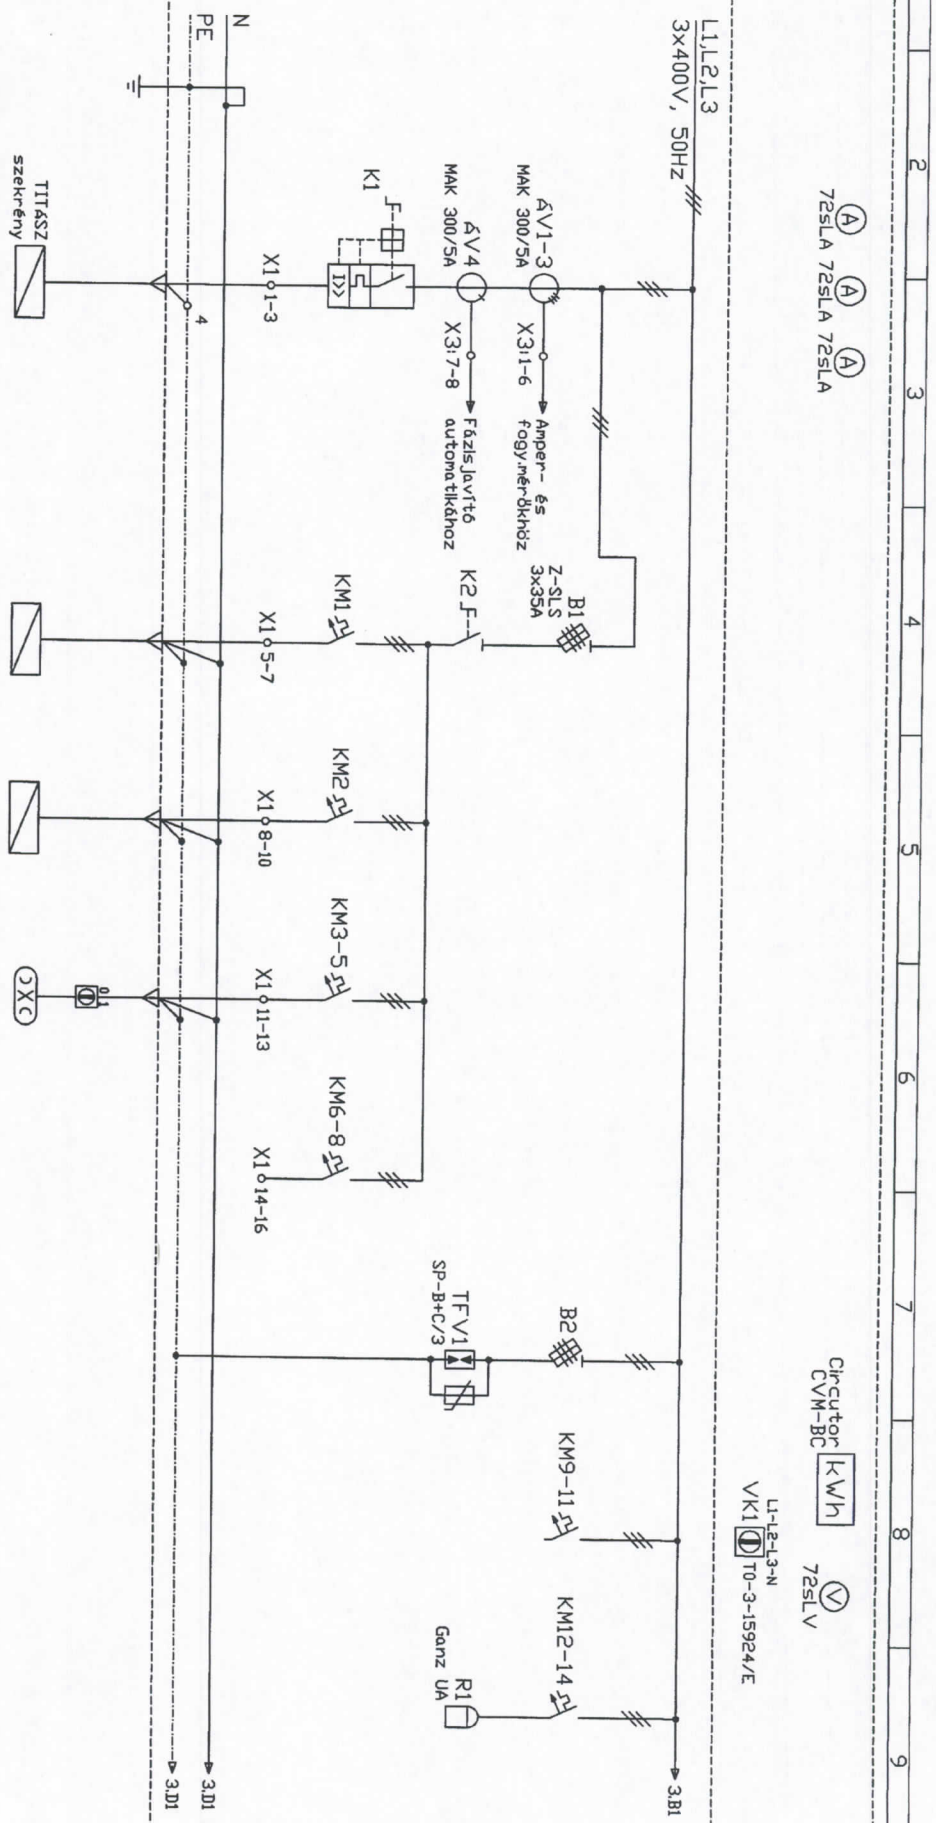 2
3
4
5
6
7
8
9
72sLA 72sLA 72sLA
A
A
A
Circutor
CVM-BC
kWh
V
72sLV
L1-L2-L3-N
VK1
TO-3-15924/E
L1,L2,L3
3x400V, 50Hz
3.B1
ÁV1-3
MAK 300/5A
X3:1-6
Amper- és
fogy.mérőkhöz
ÁV4
MAK 300/5A
X3:7-8
Fázisjavító
automatikához
K1
I>>
B1
Z-SLS
3x35A
K2
KM1
KM2
KM3-5
KM6-8
B2
TFV1
SP-B+C/3
KM9-11
KM12-14
R1
Ganz UA
X1
1-3
X1
5-7
X1
8-10
X1
11-13
X1
14-16
N
3.D1
PE
3.D1
4
0 1
TITÁSZ
szekrény